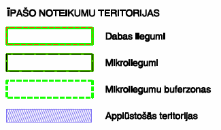 ĪPAŠO NOTEIKUMU TERITORIJAS
Dabas liegumi
Mikroliegumi
Mikroliegumu buferzonas
Applūstošās teritorijas